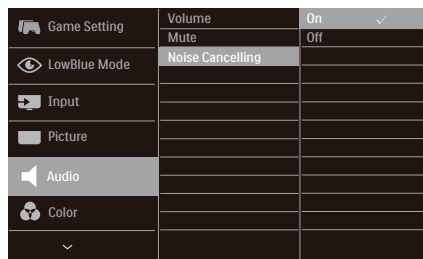 Game Setting
LowBlue Mode
Input
Picture
Audio
Color
Volume
Mute
Noise Cancelling
On
Off